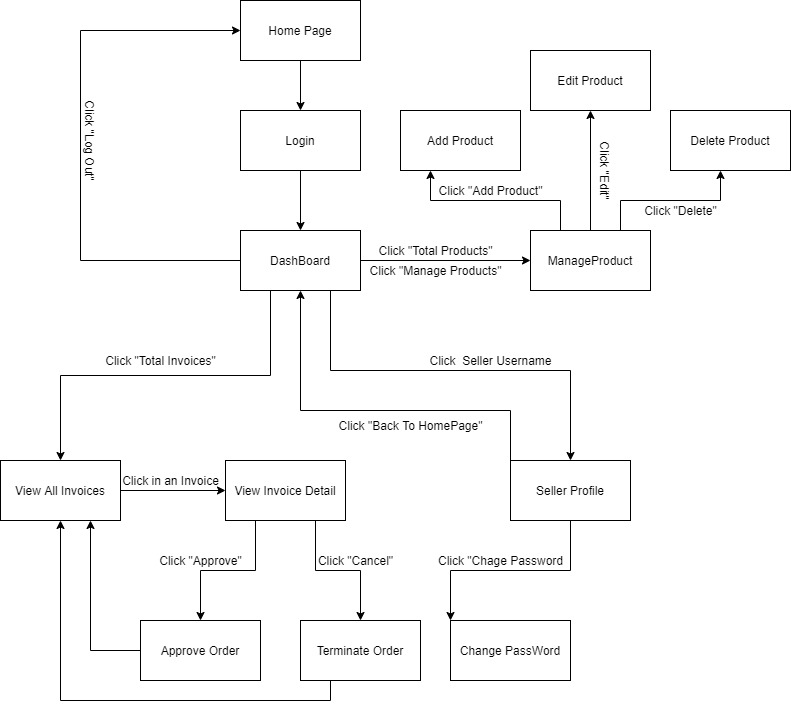 Home Page
Edit Product
Click "Log Out"
Login
Add Product
Click "Edit"
Delete Product
Click "Add Product"
Click "Delete"
DashBoard
Click "Total Products"
Click "Manage Products"
ManageProduct
Click "Total Invoices"
Click  Seller Username
Click "Back To HomePage"
View All Invoices
Click in an Invoice
View Invoice Detail
Seller Profile
Click "Approve"
Click "Cancel"
Click "Chage Password
Approve Order
Terminate Order
Change PassWord